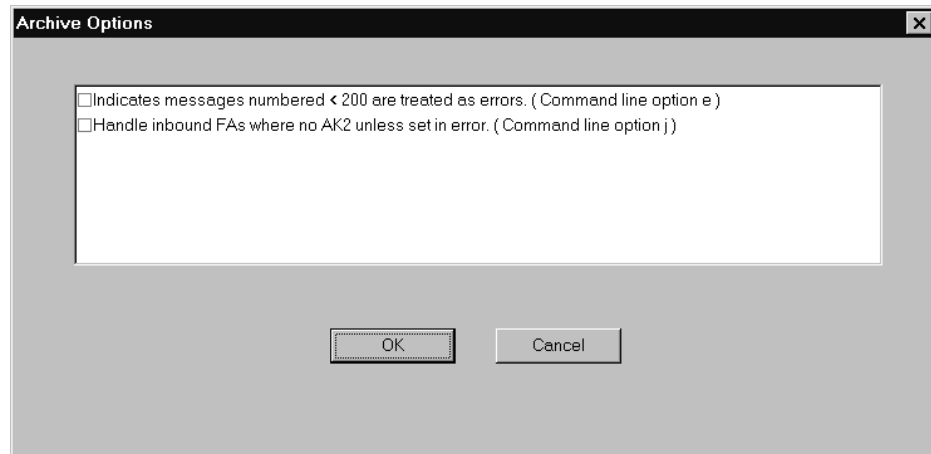 Archive Options
Indicates messages numbered < 200 are treated as errors. ( Command line option e )
Handle inbound FAs where no AK2 unless set in error. ( Command line option j )
OK
Cancel